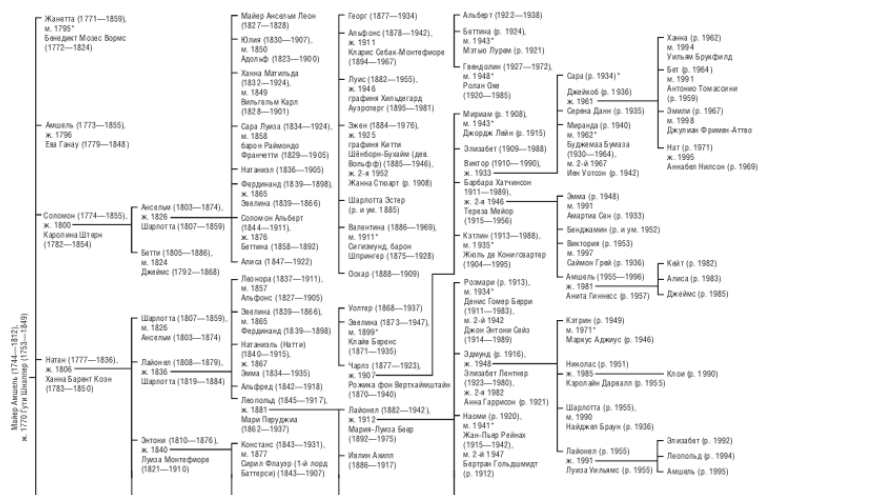 Майер Амшель (1744—1812),
ж. 1770 Гути Шнаппер (1753—1849)
Жанетта (1771—1859),
м. 1795*
Бенедикт Мозес Вормс
(1772—1824)
Амшель (1773—1855),
ж. 1796
Ева Ганау (1779—1848)
Соломон (1774—1855),
ж. 1800
Каролина Штерн
(1782—1854)
Натан (1777—1836),
ж. 1806
Ханна Барент Коэн
(1783—1850)
Ансельм (1803—1874),
ж. 1826
Шарлотта (1807—1859)
Бетти (1805—1886),
м. 1824
Джеймс (1792—1868)
Шарлотта (1807—1859),
м. 1826
Ансельм (1803—1874)
Лайонел (1808—1879),
ж. 1836
Шарлотта (1819—1884)
Энтони (1810—1876),
ж. 1840
Луиза Монтефиоре
(1821—1910)
Майер Ансельм Леон
(1827—1828)
Юлия (1830—1907),
м. 1850
Адольф (1823—1900)
Ханна Матильда
(1832—1924),
м. 1849
Вильгельм Карл
(1828—1901)
Сара Луиза (1834—1924),
м. 1858
барон Раймондо
Франчетти (1829—1905)
Натаниэл (1836—1905)
Фердинанд (1839—1898),
ж. 1865
Эвелина (1839—1866)
Соломон Альберт
(1844—1911),
ж. 1876
Беттина (1858—1892)
Алиса (1847—1922)
Леонора (1837—1911),
м. 1857
Альфонс (1827—1905)
Эвелина (1839—1866),
м. 1865
Фердинанд (1839—1898)
Натаниэль (Натти)
(1840—1915),
ж. 1867
Эмма (1834—1935)
Альфред (1842—1918)
Леопольд (1845—1917),
ж. 1881
Мари Перуджиа
(1862—1937)
Констанс (1843—1931),
м. 1877
Сирил Флауэр (1-й лорд
Баттерси) (1843—1907)
Георг (1877—1934)
Альфонс (1878—1942),
ж. 1911
Кларис Себак-Монтефиоре
(1894—1967)
Луис (1882—1955),
ж. 1946
графиня Хильдегард
Ауэрсперг (1895—1981)
Эжен (1884—1976),
ж. 1925
графиня Китти
Шёнборн-Бухайм (дев.
Вольфф) (1885—1946),
ж. 2-я 1952
Жанна Стюарт (р. 1908)
Шарлотта Эстер
(р. и ум. 1885)
Валентина (1886—1969),
м. 1911*
Сигизмунд, барон
Шпрингер (1875—1928)
Оскар (1888—1909)
Уолтер (1868—1937)
Эвелина (1873—1947),
м. 1899*
Клайв Беренс
(1871—1935)
Чарлз (1877—1923),
ж. 1907
Рожика фон Вертхаймштайн
(1870—1940)
Лайонел (1882—1942),
ж. 1912
Мария-Луиза Беер
(1892—1975)
Ивлин Ахилл
(1886—1917)
Альберт (1922—1938)
Беттина (р. 1924),
м. 1943*
Мэтью Лурам (р. 1921)
Гвендолин (1927—1972),
м. 1948*
Ролан Оке
(1920—1985)
Мириам (р. 1908),
м. 1943*
Джордж Лейн (р. 1915)
Элизабет (1909—1988)
Виктор (1910—1990),
ж. 1933
Барбара Хатчинсон
1911—1989),
ж. 2-я 1946
Тереза Мейор
(1915—1956)
Кэтлин (1913—1988),
м. 1935*
Жюль де Конигсвартер
(1904—1995)
Розмари (р. 1913),
м. 1934*
Денис Гомер Берри
(1911—1983),
м. 2-й 1942
Джон Энтони Сейз
(1914—1989)
Эдмунд (р. 1916),
ж. 1948
Элизабет Лентнер
(1923—1980),
ж. 2-я 1982
Анна Гаррисон (р. 1921)
Наоми (р. 1920),
м. 1941*
Жан-Пьер Рейнах
(1915—1942),
м. 2-й 1947
Бертран Гольдшмидт
(р. 1912)
Сара (р. 1934)*
Джейкоб (р. 1936)
ж. 1961
Серена Данн (р. 1935)
Миранда (р. 1940)
м. 1962*
Буджемаа Бумаза
(1930—1964),
м. 2-й 1967
Иен Уотсон (р. 1942)
Эмма (р. 1948)
м. 1991
Амартиа Сен (р. 1933)
Бенджамин (р. и ум. 1952)
Виктория (р. 1953)
м. 1997
Саймон Грей (р. 1936)
Амшель (1955—1996)
ж. 1981
Анита Гиннесс (р. 1957)
Кэтрин (р. 1949)
м. 1971*
Маркус Аджиус (р. 1946)
Николас (р. 1951)
ж. 1985
Кэролайн Дарвалл (р. 1955)
Шарлотта (р. 1955),
м. 1990
Найджел Браун (р. 1936)
Лайонел (р. 1955)
ж. 1991
Луиза Уильямс (р. 1955)
Ханна (р. 1962)
м. 1994
Уильям Брукфилд
Бет (р. 1964)
м. 1991
Антонио Томассини
(р. 1959)
Эмили (р. 1967)
м. 1998
Джулиан Фримен-Аттво
Нат (р. 1971)
ж. 1995
Аннабел Нилсон (р. 1969)
Кейт (р. 1982)
Алиса (р. 1983)
Джеймс (р. 1985)
Клои (р. 1990)
Элизабет (р. 1992)
Леопольд (р. 1994)
Амшель (р. 1995)